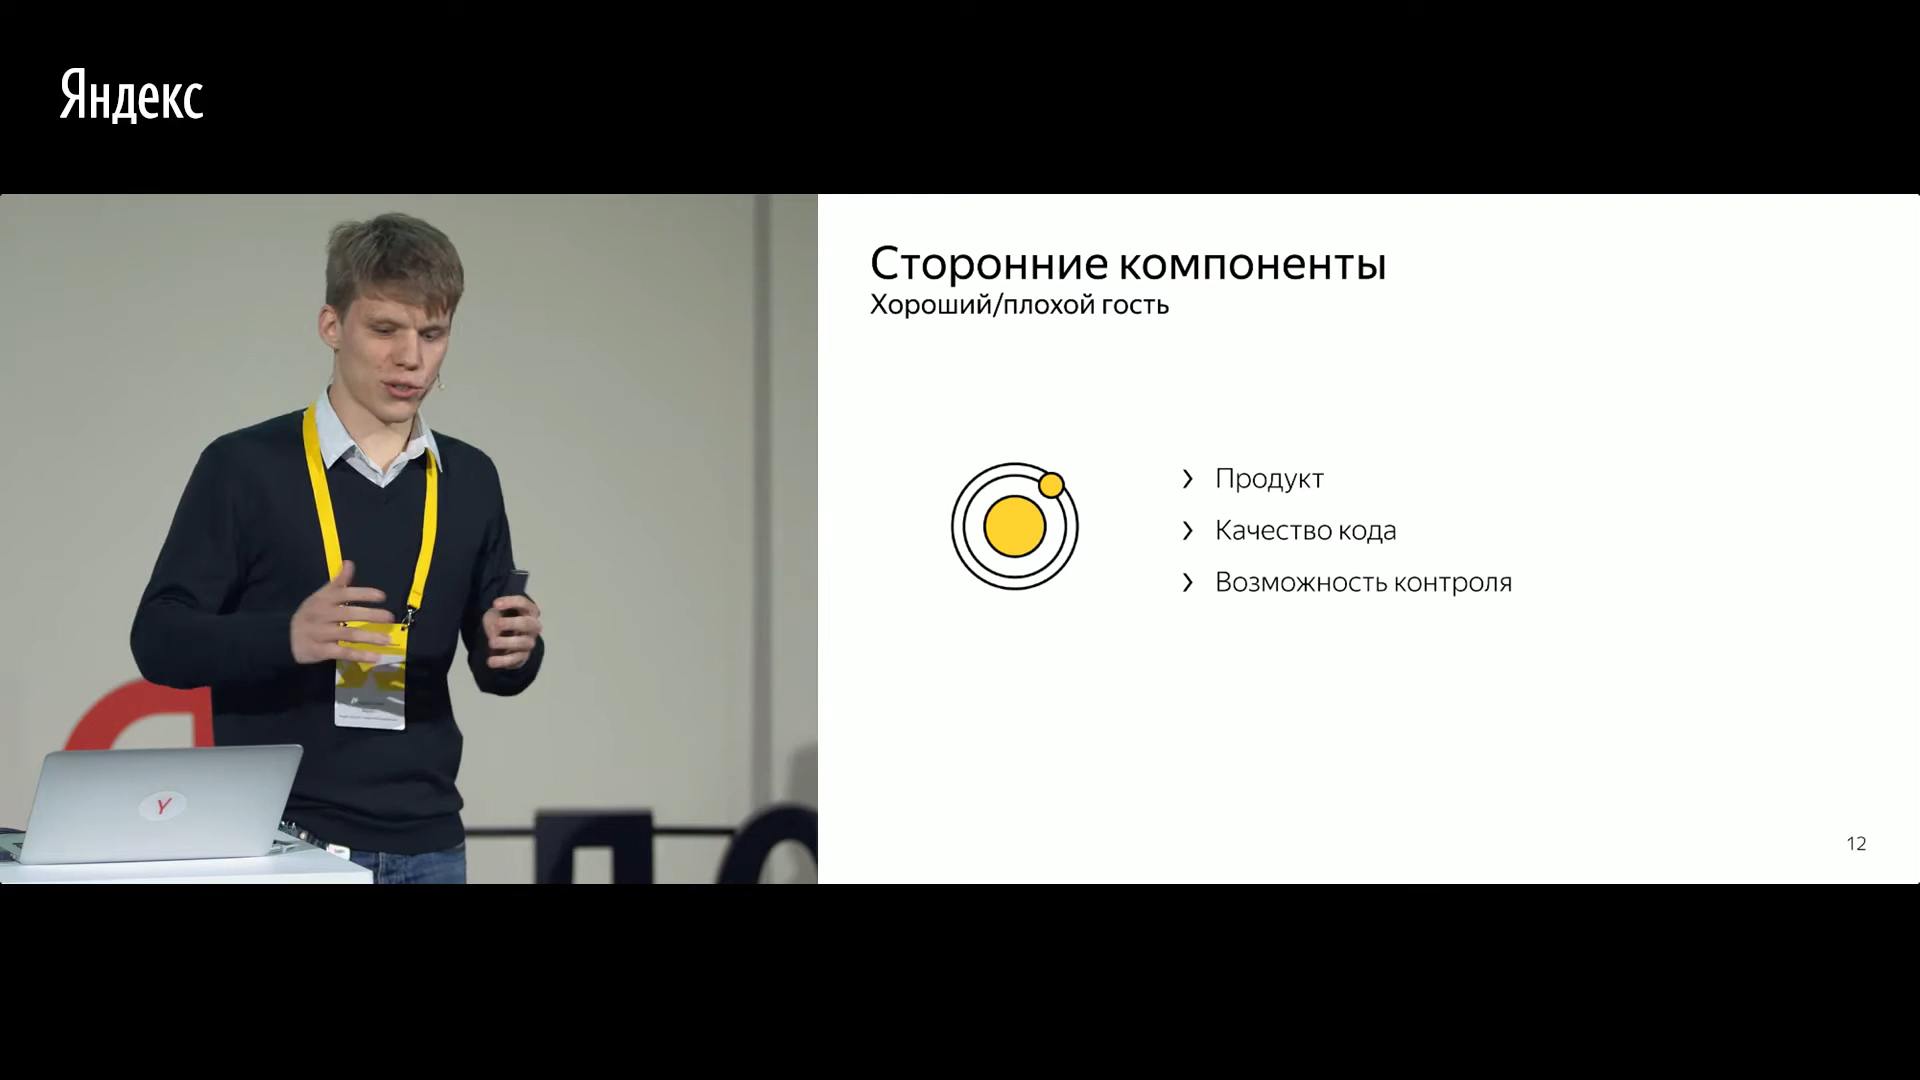 Яндекс
Сторонние компоненты
Хороший/плохой гость
› Продукт
› Качество кода
› Возможность контроля
12
Y